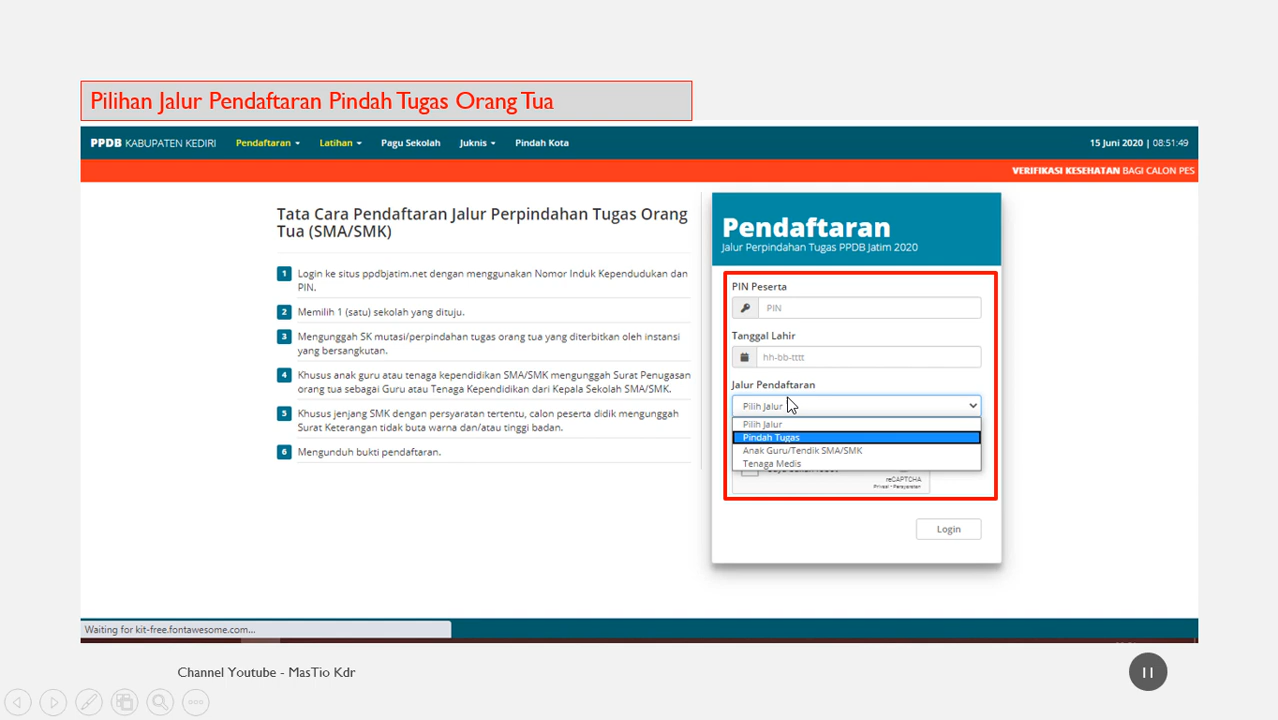 Pilihan Jalur Pendaftaran Pindah Tugas Orang Tua
PPDB KABUPATEN KEDIRI Pendaftaran Latihan Pagu Sekolah Juknis Pindah Kota 15 Juni 2020 | 08:51:49
VERIFIKASI KESEHATAN BAGI CALON PES
Tata Cara Pendaftaran Jalur Perpindahan Tugas Orang
Tua (SMA/SMK)
1 Login ke situs ppdbjatim.net dengan menggunakan Nomor Induk Kependudukan dan
PIN.
2 Memilih 1 (satu) sekolah yang dituju.
3 Mengunggah SK mutasi/perpindahan tugas orang tua yang diterbitkan oleh instansi
yang bersangkutan.
4 Khusus anak guru atau tenaga kependidikan SMA/SMK mengunggah Surat Penugasan
orang tua sebagai Guru atau Tenaga Kependidikan dari Kepala Sekolah SMA/SMK.
5 Khusus jenjang SMK dengan persyaratan tertentu, calon peserta didik mengunggah
Surat Keterangan tidak buta warna dan/atau tinggi badan.
6 Mengunduh bukti pendaftaran.
Pendaftaran
Jalur Perpindahan Tugas PPDB Jatim 2020
PIN Peserta
PIN
Tanggal Lahir
hh-bb-tttt
Jalur Pendaftaran
Pilih Jalur
Pilih Jalur
Pindah Tugas
Anak Guru/Tendik SMA/SMK
Tenaga Medis
reCAPTCHA
Privasi - Persyaratan
Login
Waiting for kit-free.fontawesome.com...
Channel Youtube - MasTio Kdr